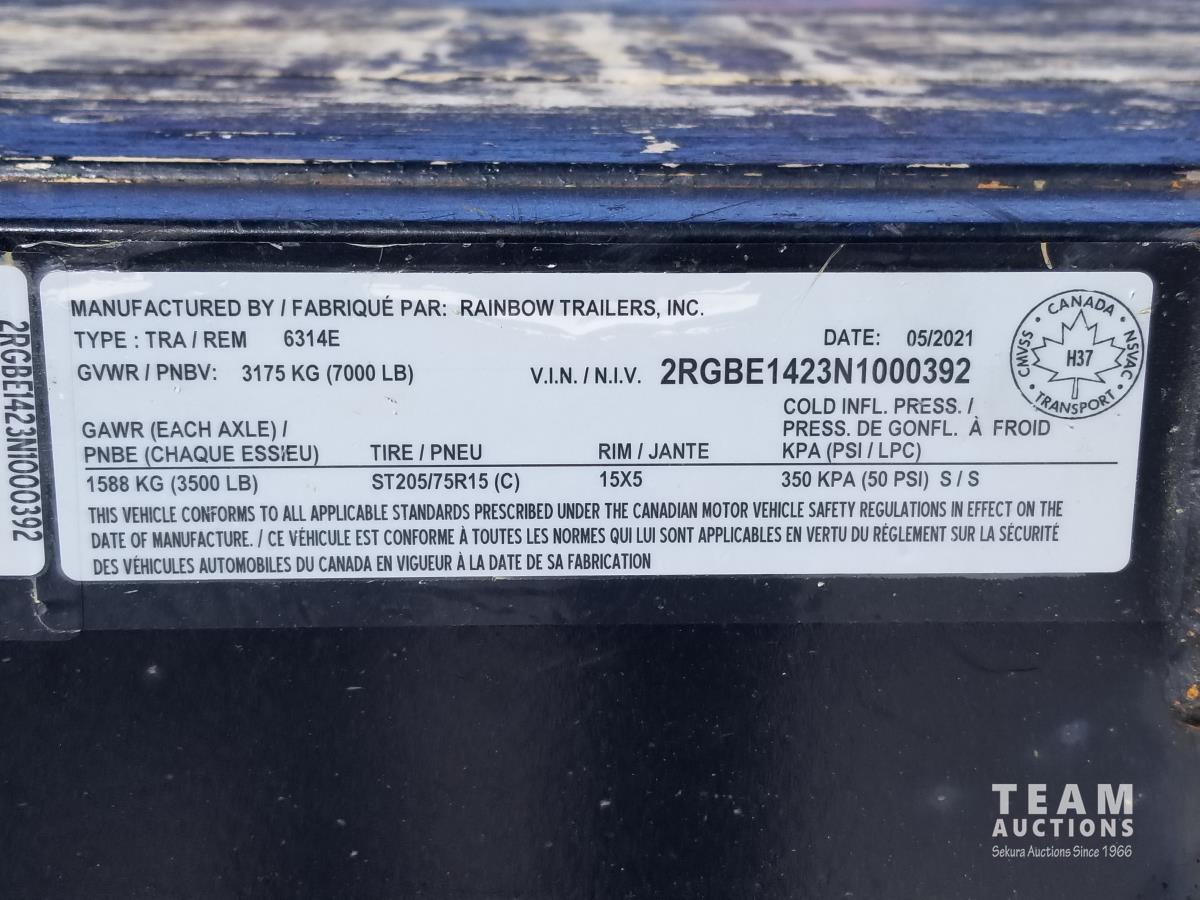 MANUFACTURED BY / FABRIQUÉ PAR: RAINBOW TRAILERS, INC.
TYPE : TRA / REM 6314E DATE: 05/2021
GVWR / PNBV: 3175 KG (7000 LB) V.I.N. / N.I.V. 2RGBE1423N1000392
CANADA
CMVSS H37 NSVAC
TRANSPORT
COLD INFL. PRESS. /
GAWR (EACH AXLE) / PRESS. DE GONFL. À FROID
PNBE (CHAQUE ESSIEU) TIRE / PNEU RIM / JANTE KPA (PSI / LPC)
1588 KG (3500 LB) ST205/75R15 (C) 15X5 350 KPA (50 PSI) S / S
THIS VEHICLE CONFORMS TO ALL APPLICABLE STANDARDS PRESCRIBED UNDER THE CANADIAN MOTOR VEHICLE SAFETY REGULATIONS IN EFFECT ON THE
DATE OF MANUFACTURE. / CE VÉHICULE EST CONFORME À TOUTES LES NORMES QUI LUI SONT APPLICABLES EN VERTU DU RÉGLEMENT SUR LA SÉCURITÉ
DES VÉHICULES AUTOMOBILES DU CANADA EN VIGUEUR À LA DATE DE SA FABRICATION
2RGBE1423N1000392
TEAM
AUCTIONS
Sekura Auctions Since 1966